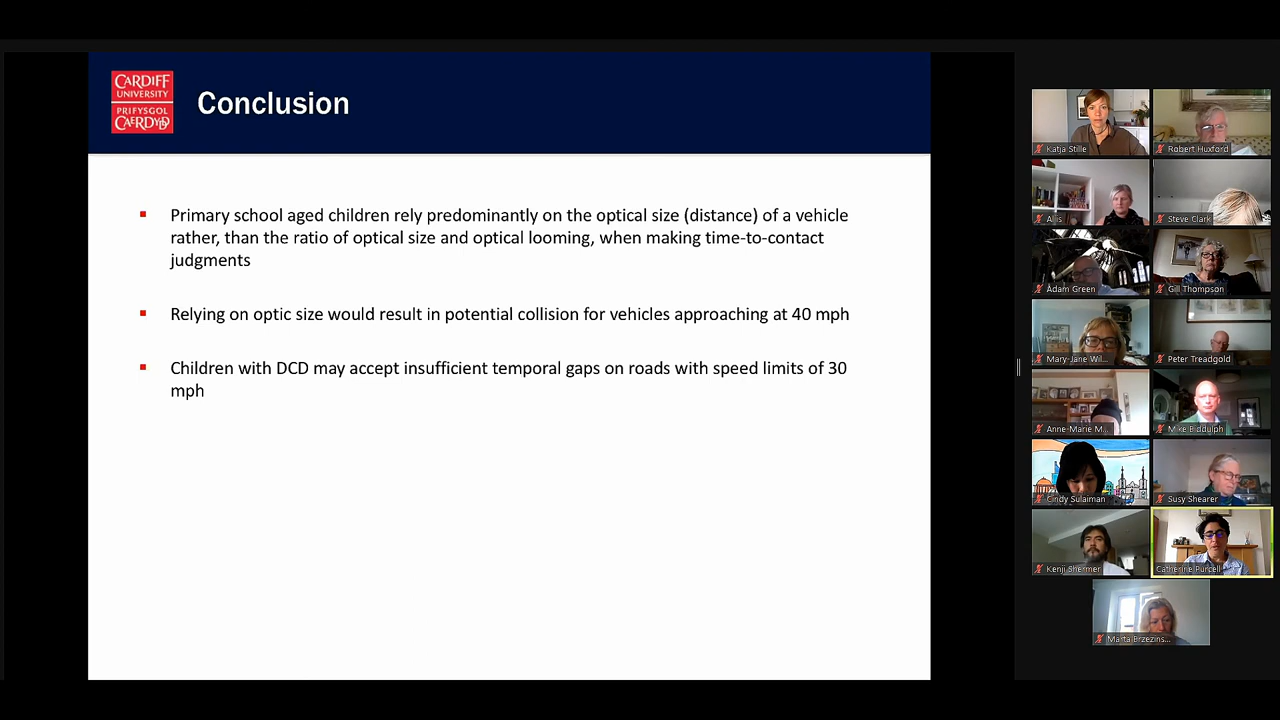 CARDIFF
UNIVERSITY
PRIFYSGOL
CAERDYDD
Conclusion
Primary school aged children rely predominantly on the optical size (distance) of a vehicle
rather, than the ratio of optical size and optical looming, when making time-to-contact
judgments
Relying on optic size would result in potential collision for vehicles approaching at 40 mph
Children with DCD may accept insufficient temporal gaps on roads with speed limits of 30
mph
Katja Stille
Robert Huxford
Steve Clark
Adam Green
Gill Thompson
Mary-Jane Wil...
Peter Treadgold
Anne-Marie M...
Mike Biddulph
Cindy Sulaiman
Susy Shearer
Kenji Shermer
Catherine Purcell
Marta Brzezins...